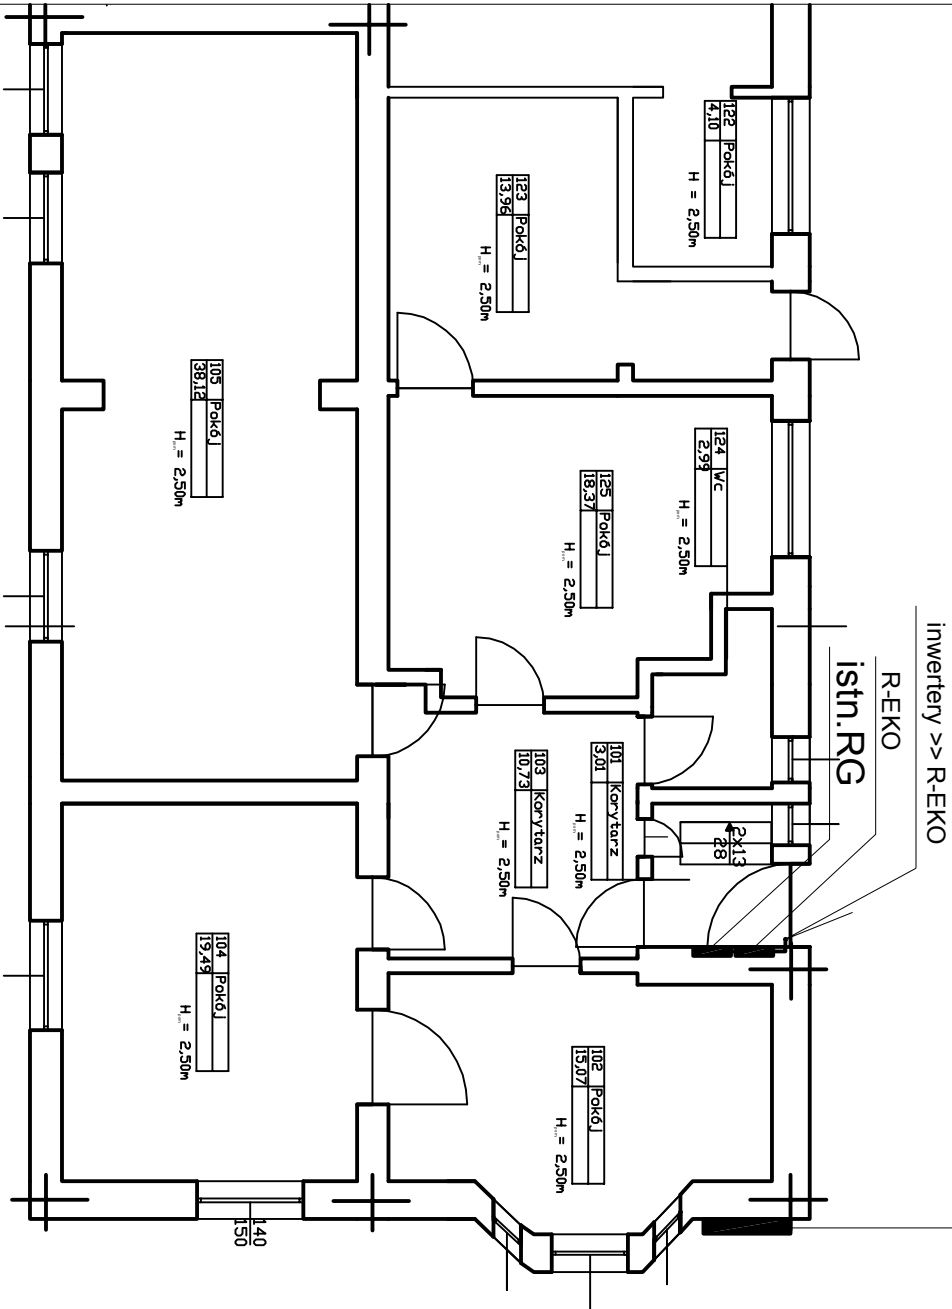 inwertery >> R-EKO
R-EKO
istn.RG
122 Pokój
4,10
H = 2,50m
123 Pokój
13,96
H = 2,50m
124 Wc
2,99
H = 2,50m
125 Pokój
18,37
H = 2,50m
105 Pokój
38,12
H = 2,50m
101 Korytarz
3,01
H = 2,50m
103 Korytarz
10,73
H = 2,50m
2x13
28
104 Pokój
19,49
H = 2,50m
102 Pokój
15,07
H = 2,50m
140
150